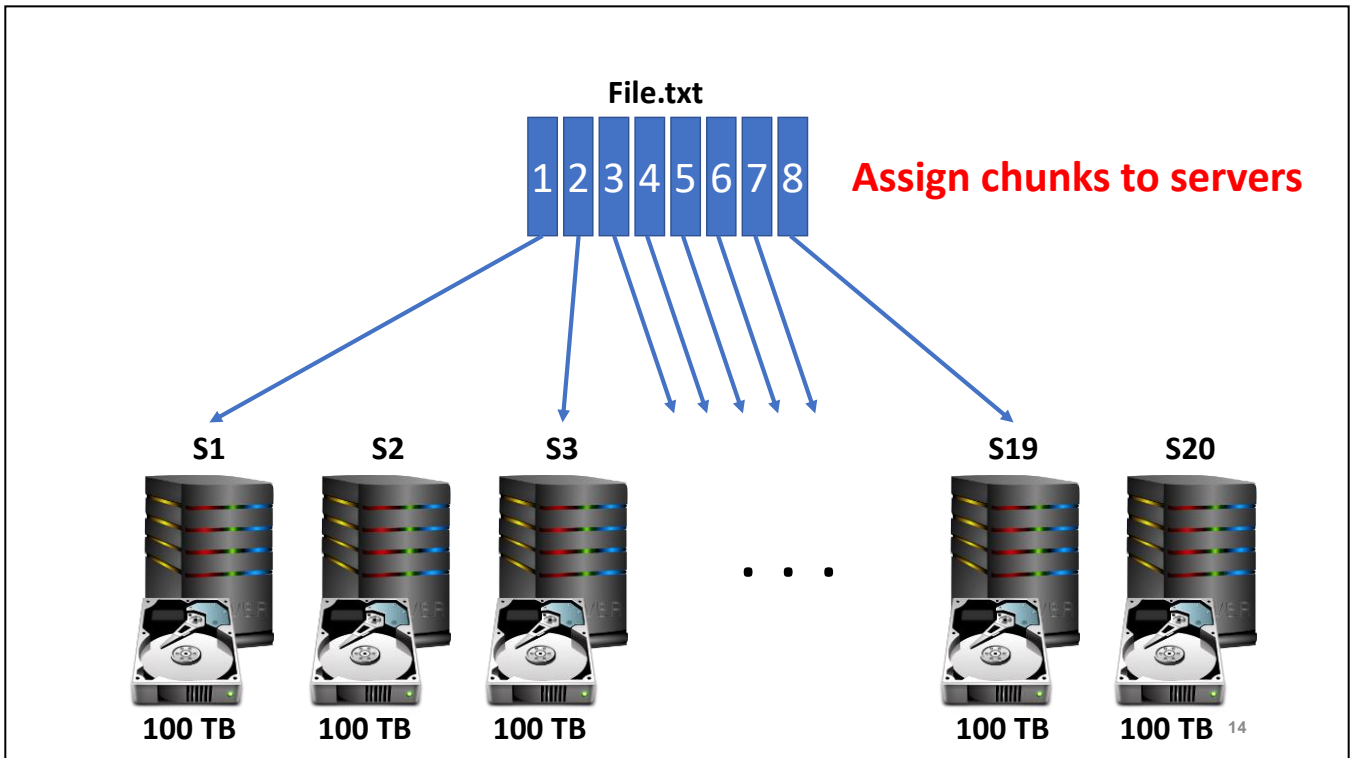 File.txt
1 2 3 4 5 6 7 8
Assign chunks to servers
S1 S2 S3 S19 S20
. . .
100 TB 100 TB 100 TB 100 TB 100 TB
14